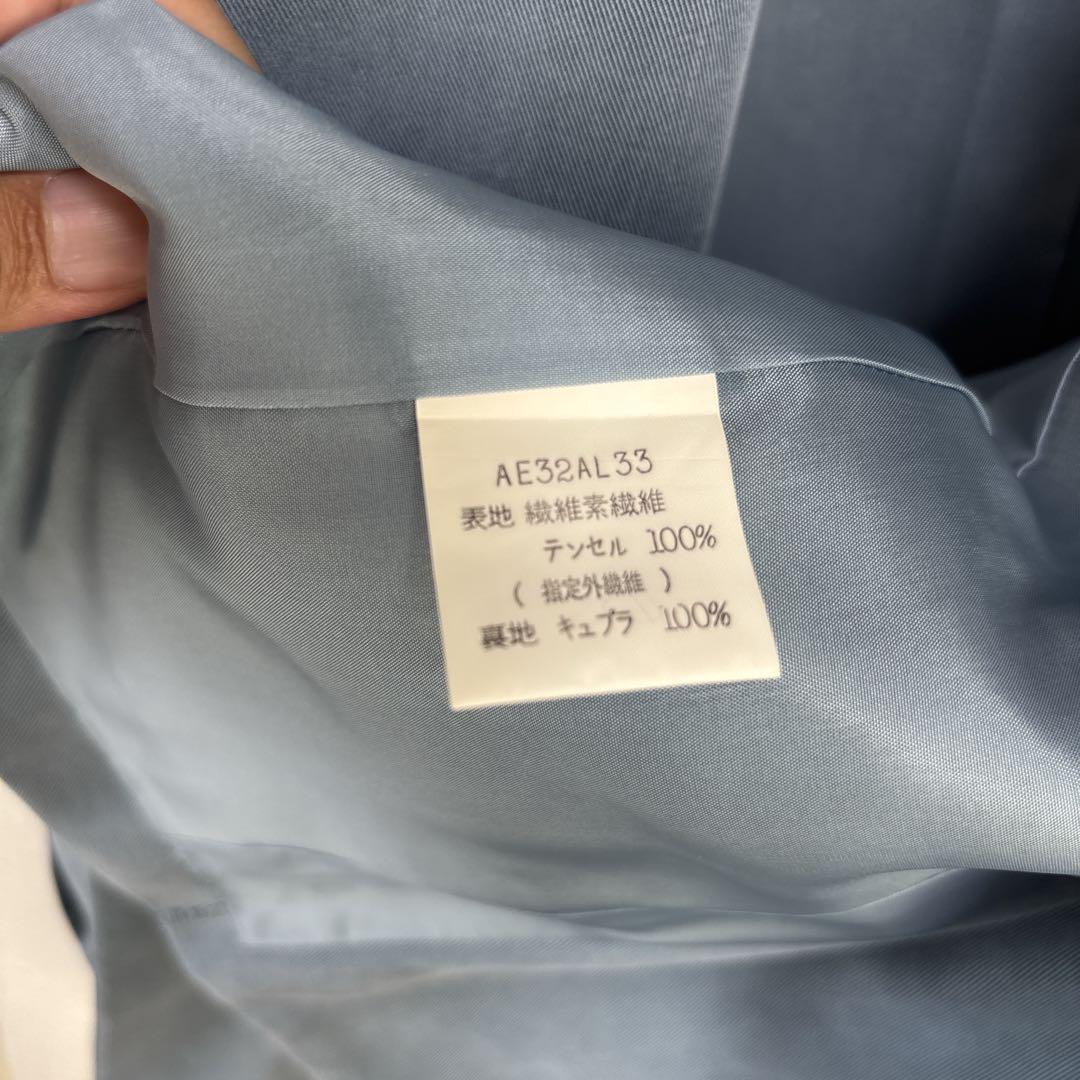 AE32AL33
表地 繊維素繊維
テンセル 100%
( 指定外繊維 )
裏地 キュプラ 100%